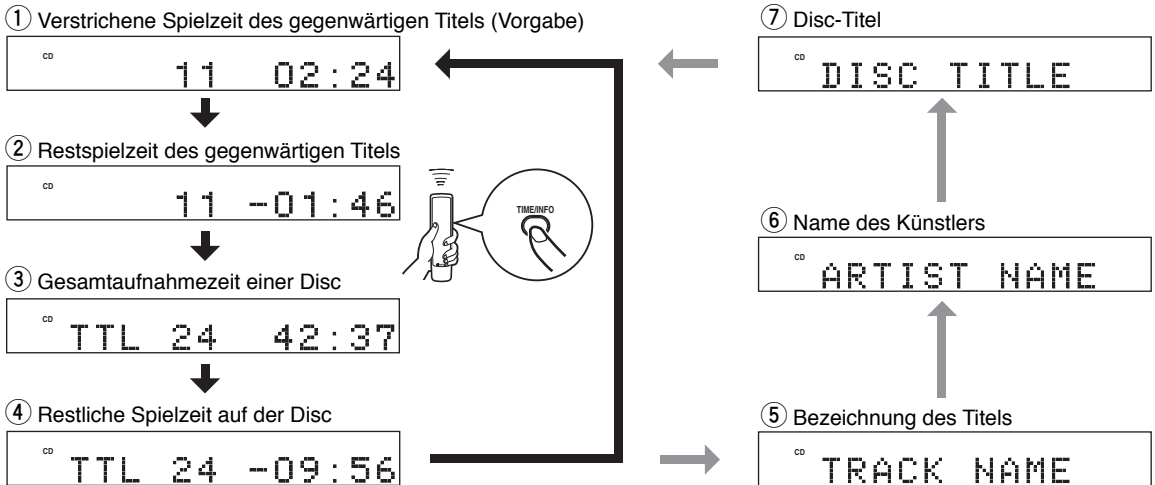 ① Verstrichene Spielzeit des gegenwärtigen Titels (Vorgabe)
CD
11 02:24
② Restspielzeit des gegenwärtigen Titels
CD
11 -01:46
TIME/INFO
③ Gesamtaufnahmezeit einer Disc
CD
TTL 24 42:37
④ Restliche Spielzeit auf der Disc
CD
TTL 24 -09:56
⑤ Bezeichnung des Titels
CD
TRACK NAME
⑥ Name des Künstlers
CD
ARTIST NAME
⑦ Disc-Titel
CD
DISC TITLE